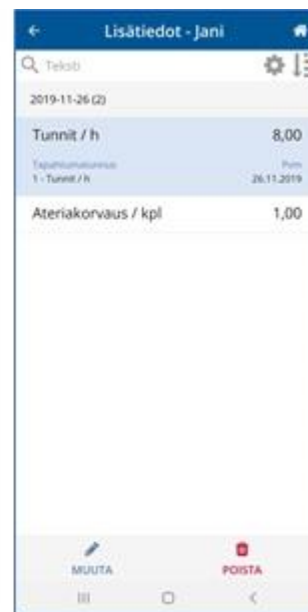 Lisätiedot - Jani
Teksti
2019-11-26 (2)
Tunnit / h 8,00
Tapahtumatunnus Pvm
1 - Tunnit / h 26.11.2019
Ateriakorvaus / kpl 1,00
MUUTA POISTA